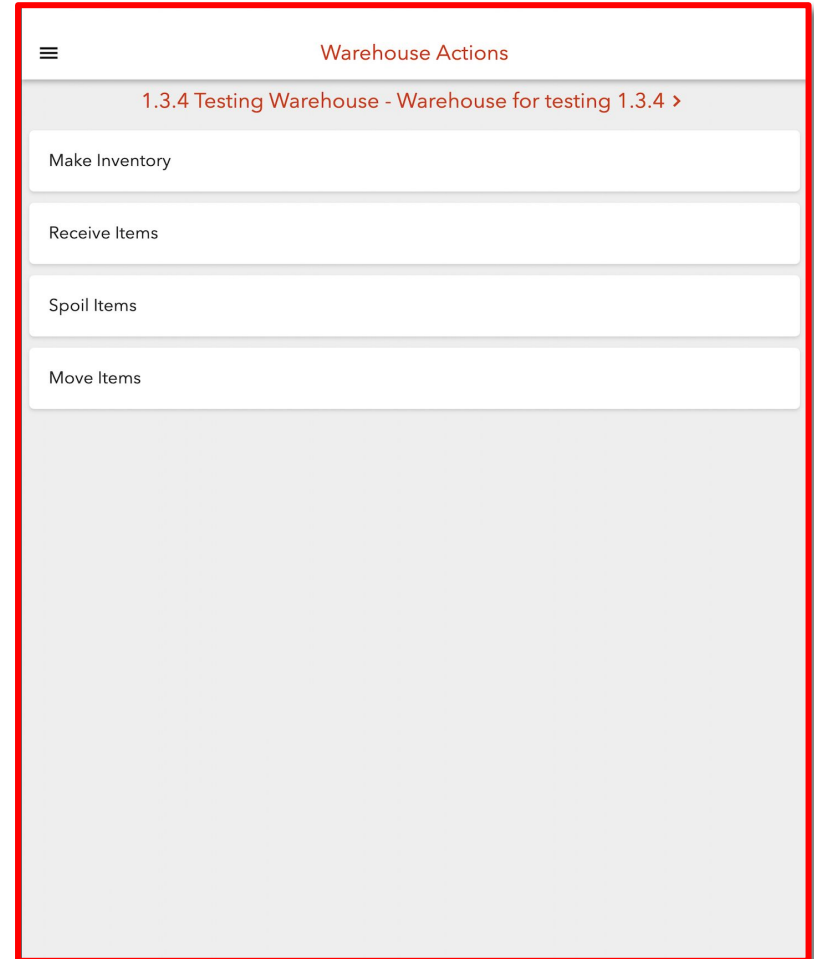 Warehouse Actions
1.3.4 Testing Warehouse - Warehouse for testing 1.3.4 >
Make Inventory
Receive Items
Spoil Items
Move Items